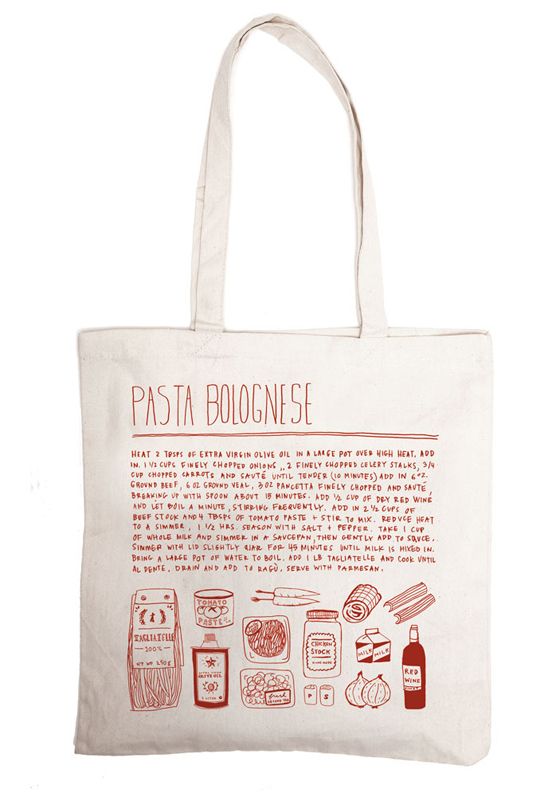 PASTA BOLOGNESE
HEAT 2 TBSPS OF EXTRA VIRGIN OLIVE OIL IN A LARGE POT OVER HIGH HEAT. ADD
IN 1 1/2 CUPS FINELY CHOPPED ONIONS,, 2 FINELY CHOPPED CELERY STALKS, 3/4
CUP CHOPPED CARROTS AND SAUTÉ UNTIL TENDER (10 MINUTES) ADD IN 6 OZ.
GROUND BEEF, 6 OZ GROUND VEAL, 3 OZ PANCETTA FINELY CHOPPED AND SAUTÉ,
BREAKING UP WITH SPOON ABOUT 15 MINUTES. ADD 1/2 CUP OF DRY RED WINE,
AND LET BOIL A MINUTE, STIRRING FREQUENTLY. ADD IN 2 1/2 CUPS OF
BEEF STOCK AND 4 TBSPS OF TOMATO PASTE + STIR TO MIX. REDUCE HEAT
TO A SIMMER, 1 1/2 HRS. SEASON WITH SALT + PEPPER. TAKE 1 CUP
OF WHOLE MILK AND SIMMER IN A SAUCEPAN, THEN GENTLY ADD TO SAUCE.
SIMMER WITH LID SLIGHTLY AJAR FOR 45 MINUTES UNTIL MILK IS MIXED IN.
BRING A LARGE POT OF WATER TO BOIL. ADD 1 LB TAGLIATELLE AND COOK UNTIL
AL DENTE, DRAIN AND ADD TO RAGÙ, SERVE WITH PARMESAN.
TAGLIATELLE
100%
NET WT 250g
TOMATO
PASTE
OLIVE OIL
CHICKEN
STOCK
fresh
P S
MILK MILK
RED
WINE